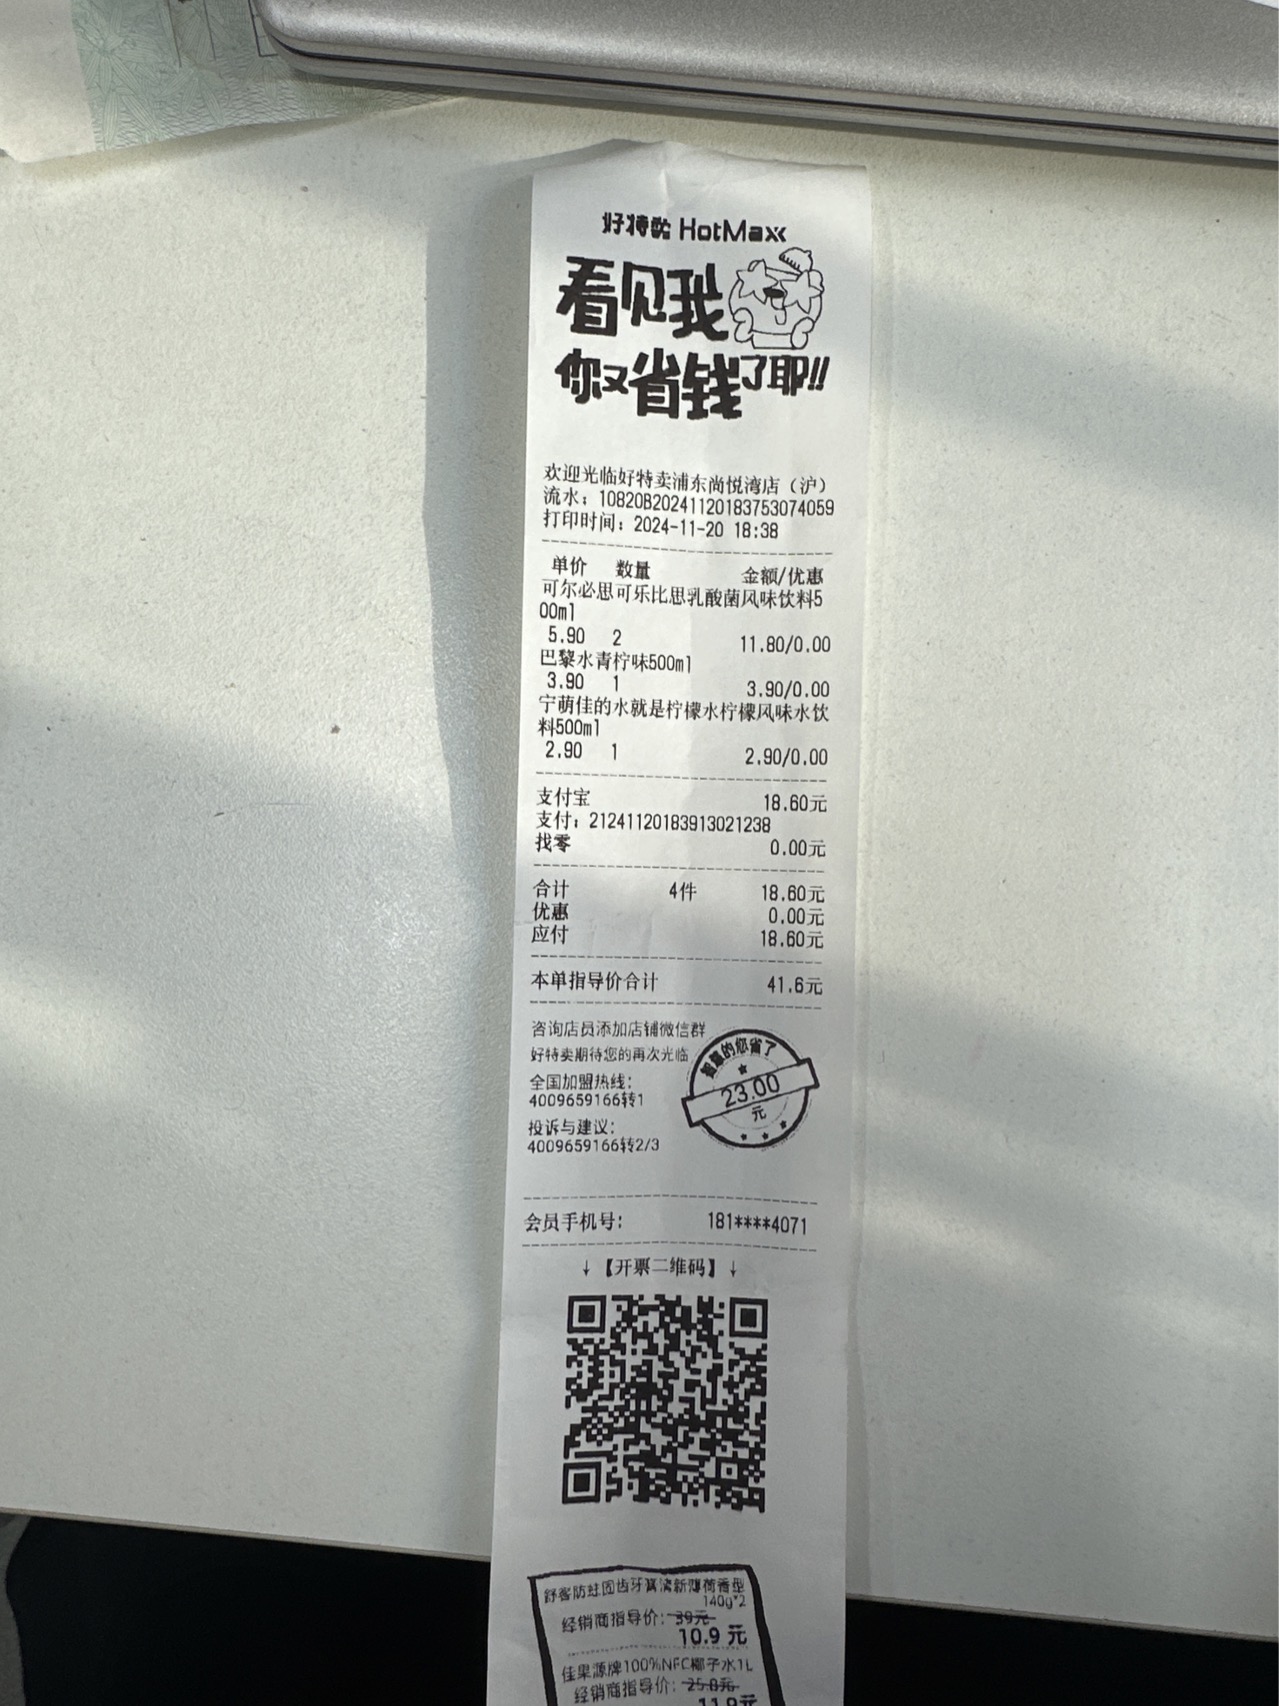 好特卖 HotMaxx
看见我
你又省钱了耶!!
欢迎光临好特卖浦东尚悦湾店（沪）
流水：10820B20241120183753074059
打印时间：2024-11-20 18:38
单价 数量 金额/优惠
可尔必思可乐比思乳酸菌风味饮料5
00ml
5.90 2 11.80/0.00
巴黎水青柠味500ml
3.90 1 3.90/0.00
宁萌佳的水就是柠檬水柠檬风味水饮
料500ml
2.90 1 2.90/0.00
支付宝 18.60元
支付：21241120183913021238
找零 0.00元
合计 4件 18.60元
优惠 0.00元
应付 18.60元
本单指导价合计 41.6元
咨询店员添加店铺微信群
好特卖期待您的再次光临
全国加盟热线：
4009659166转1
投诉与建议：
4009659166转2/3
的您省了
23.00
元
会员手机号： 181****4071
↓【开票二维码】↓
舒客防蛀固齿牙膏清新薄荷香型
140g*2
经销商指导价：39元
10.9 元
佳果源牌100%NFC椰子水1L
经销商指导价：25.8元
11.9元